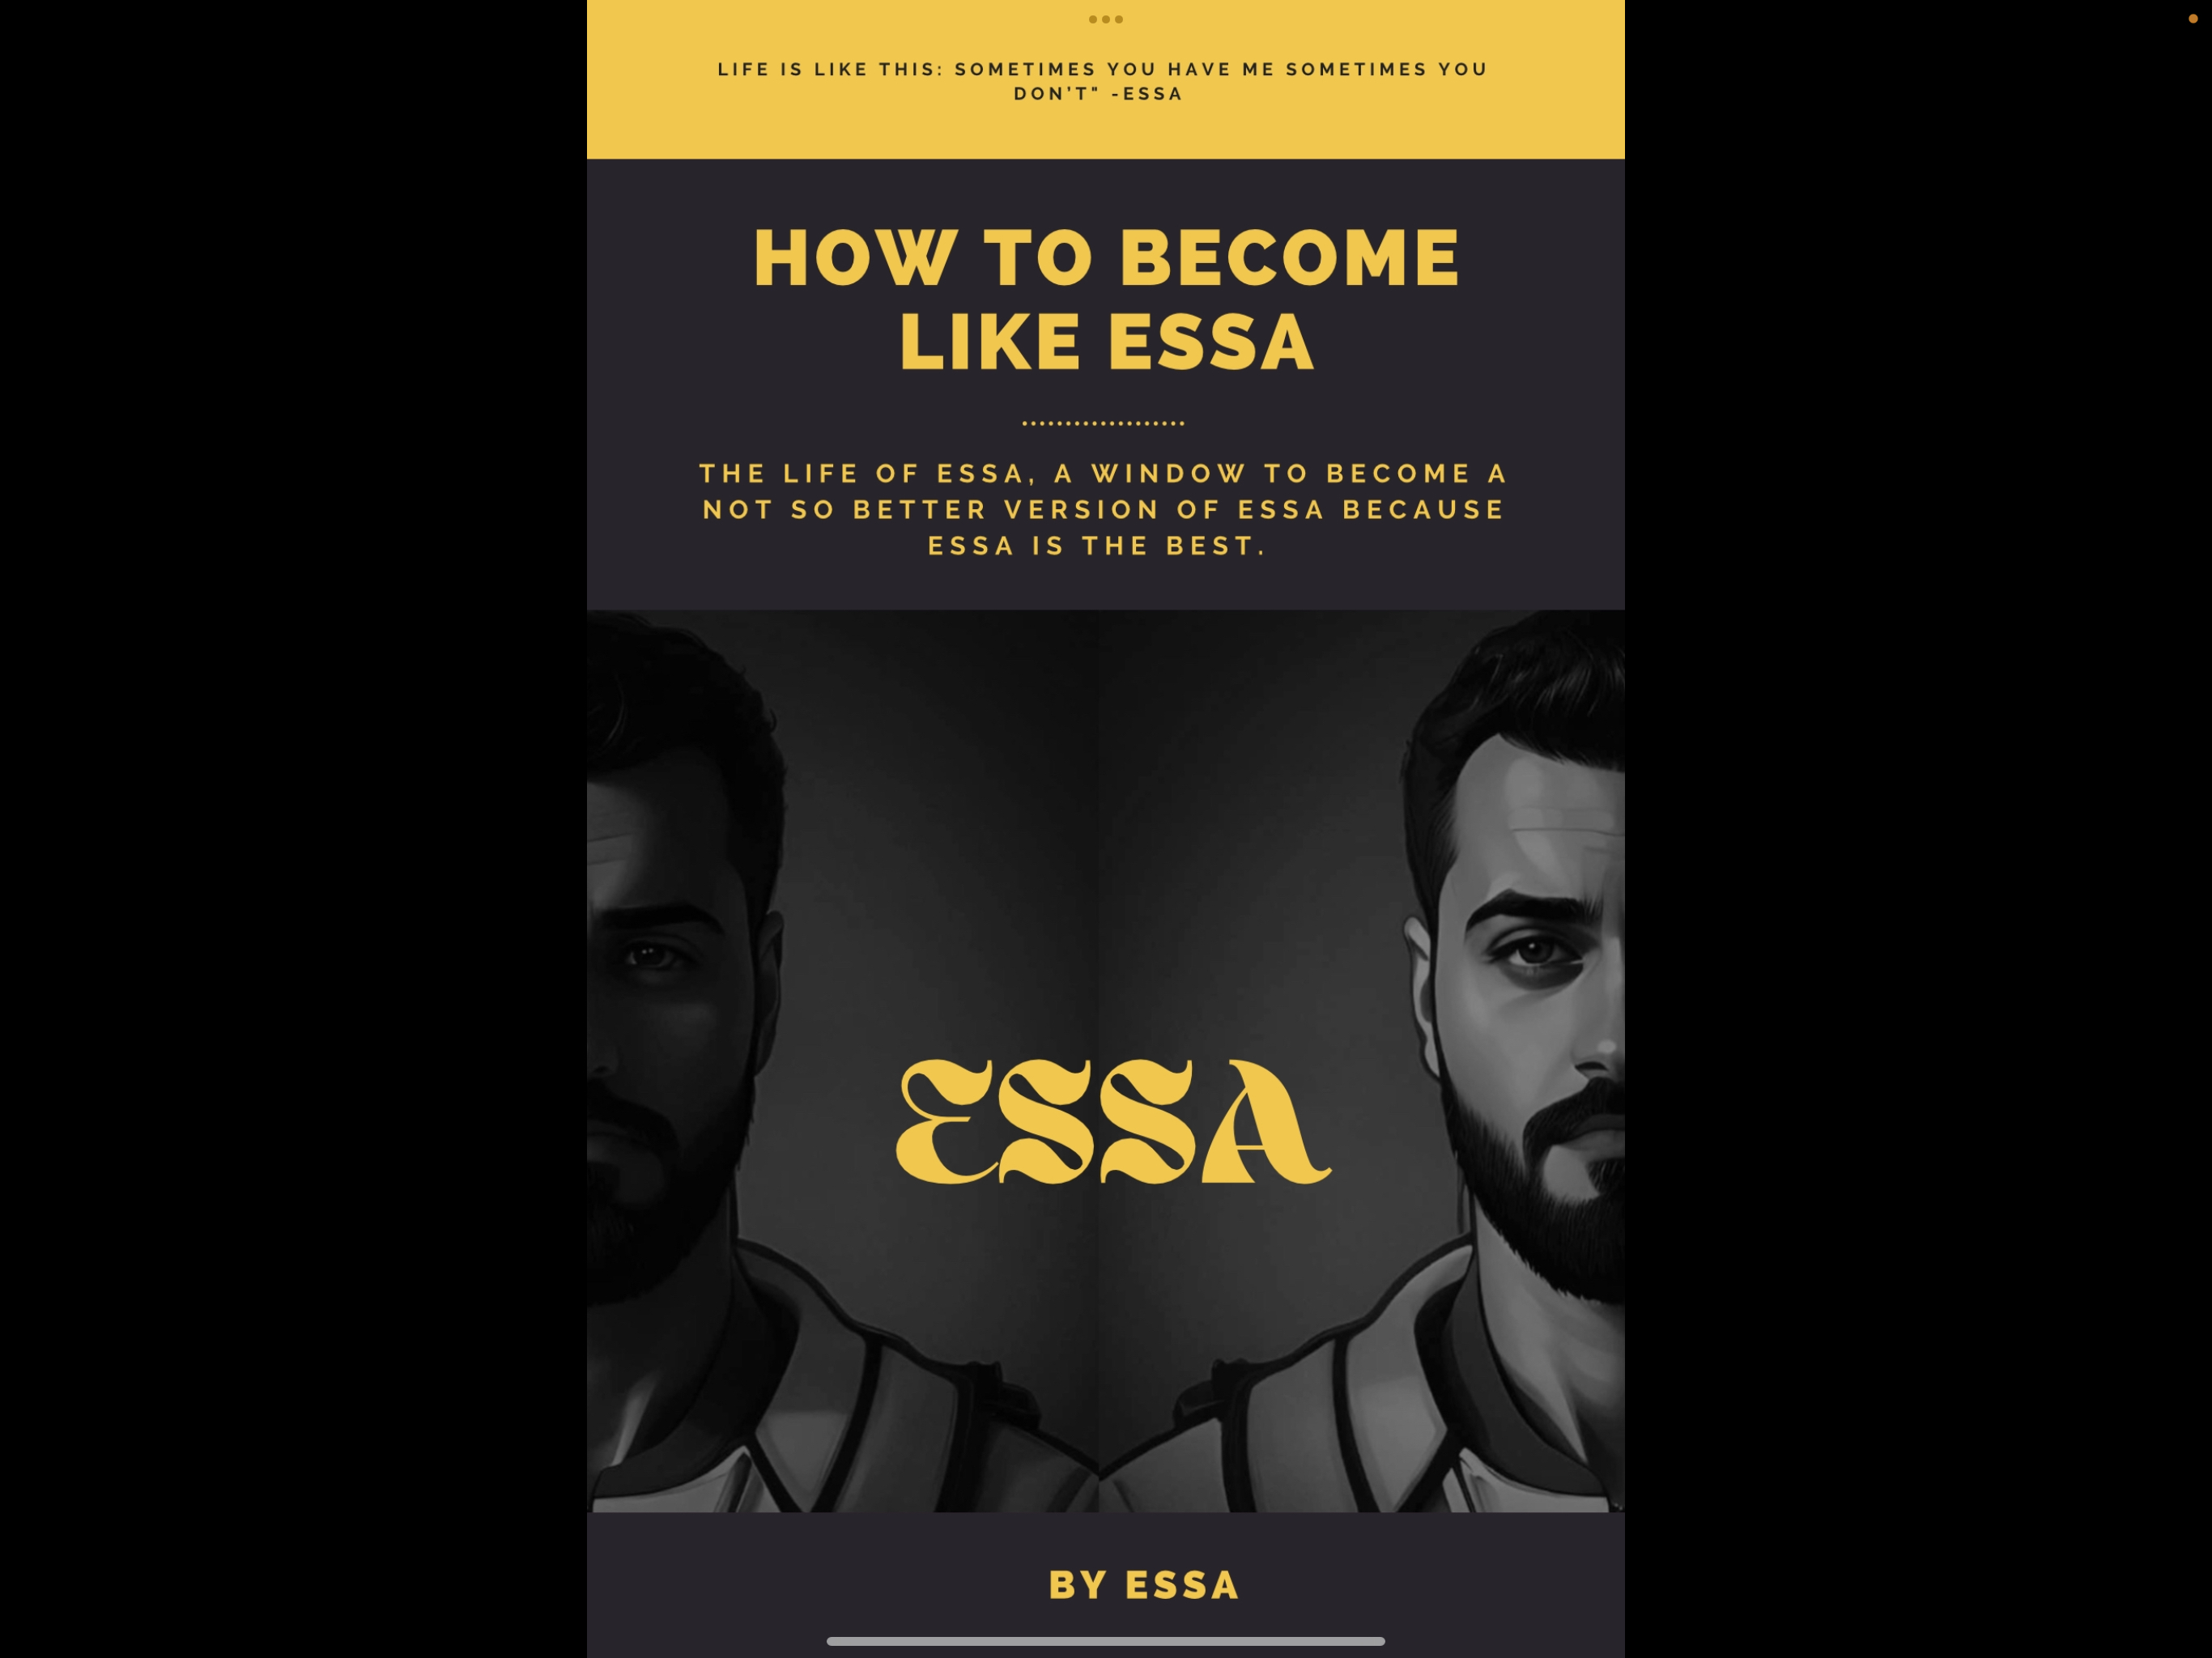 LIFE IS LIKE THIS: SOMETIMES YOU HAVE ME SOMETIMES YOU
DON'T" -ESSA
HOW TO BECOME
LIKE ESSA
THE LIFE OF ESSA, A WINDOW TO BECOME A
NOT SO BETTER VERSION OF ESSA BECAUSE
ESSA IS THE BEST.
ESSA
BY ESSA